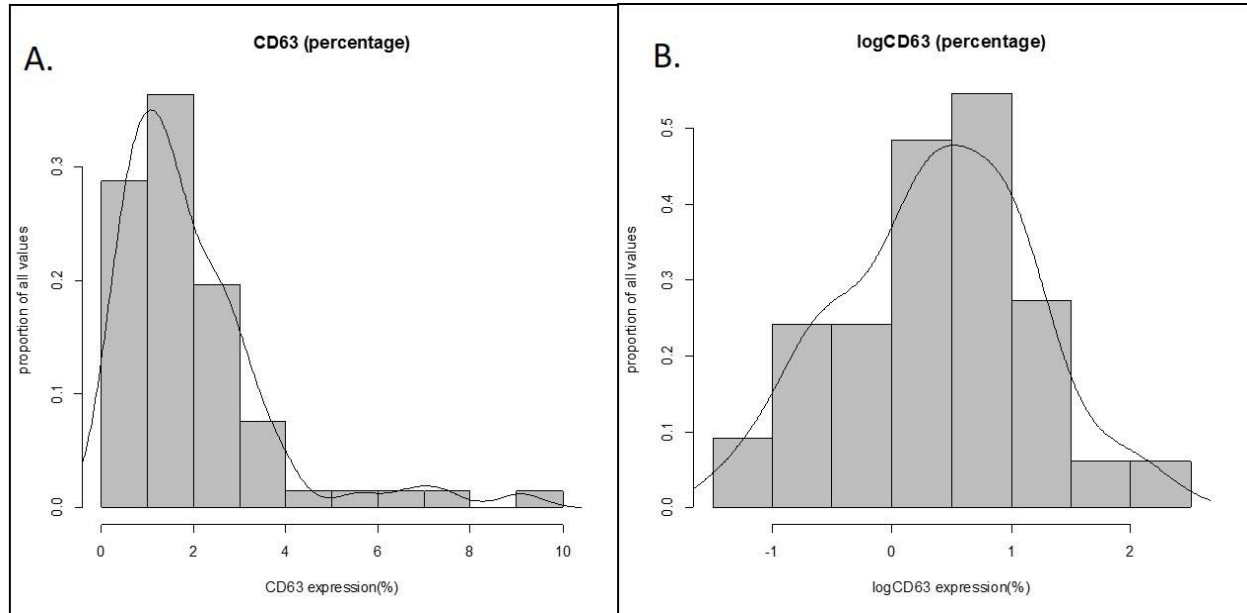 A.
CD63 (percentage)
proportion of all values
0.3
0.2
0.1
0.0
0 2 4 6 8 10
CD63 expression(%)
B.
logCD63 (percentage)
proportion of all values
0.5
0.4
0.3
0.2
0.1
0.0
-1 0 1 2
logCD63 expression(%)